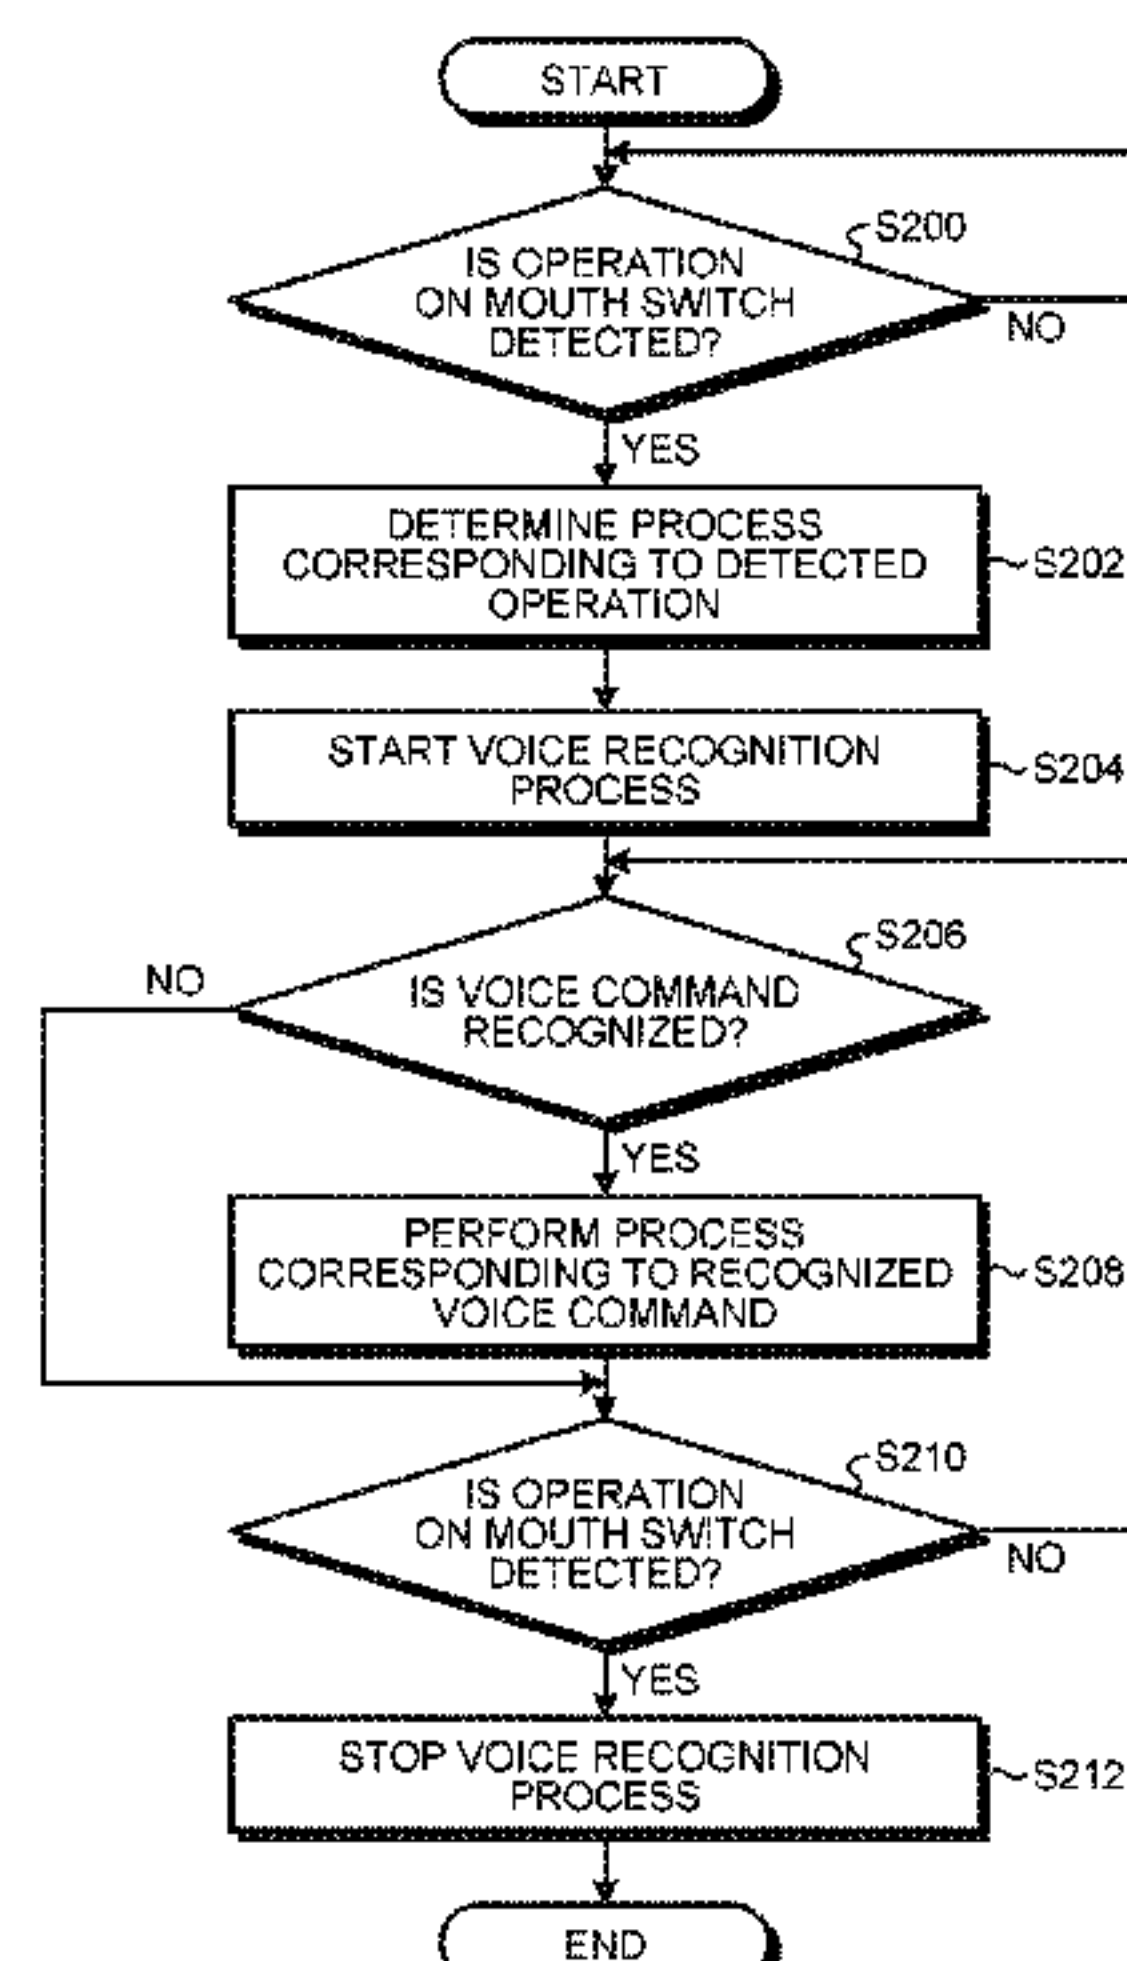 START
S200
IS OPERATION
ON MOUTH SWITCH
DETECTED?
NO
YES
DETERMINE PROCESS
CORRESPONDING TO DETECTED
OPERATION
S202
START VOICE RECOGNITION
PROCESS
S204
S206
NO
IS VOICE COMMAND
RECOGNIZED?
YES
PERFORM PROCESS
CORRESPONDING TO RECOGNIZED
VOICE COMMAND
S208
S210
IS OPERATION
ON MOUTH SWITCH
DETECTED?
NO
YES
STOP VOICE RECOGNITION
PROCESS
S212
END